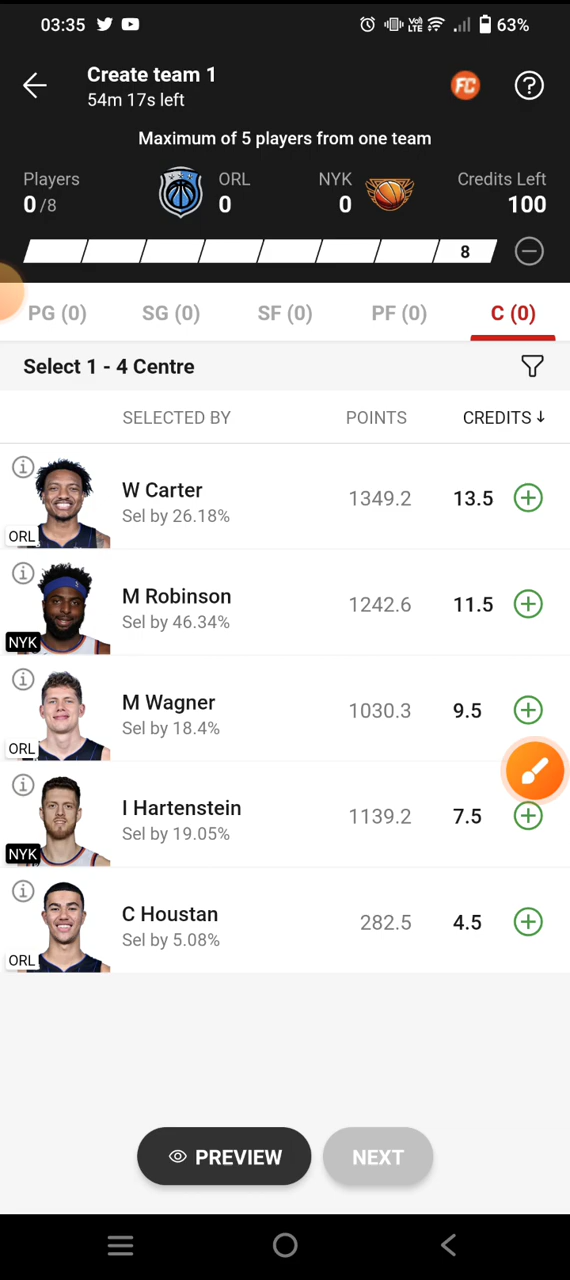 03:35 Vo) LTE 63%
Create team 1
54m 17s left
FC ?
Maximum of 5 players from one team
Players ORL NYK Credits Left
0 /8 0 0 100
8
PG (0) SG (0) SF (0) PF (0) C (0)
Select 1 - 4 Centre
SELECTED BY POINTS CREDITS ↓
W Carter
Sel by 26.18%
1349.2 13.5
ORL
M Robinson
Sel by 46.34%
1242.6 11.5
NYK
M Wagner
Sel by 18.4%
1030.3 9.5
ORL
I Hartenstein
Sel by 19.05%
1139.2 7.5
NYK
C Houstan
Sel by 5.08%
282.5 4.5
ORL
PREVIEW NEXT